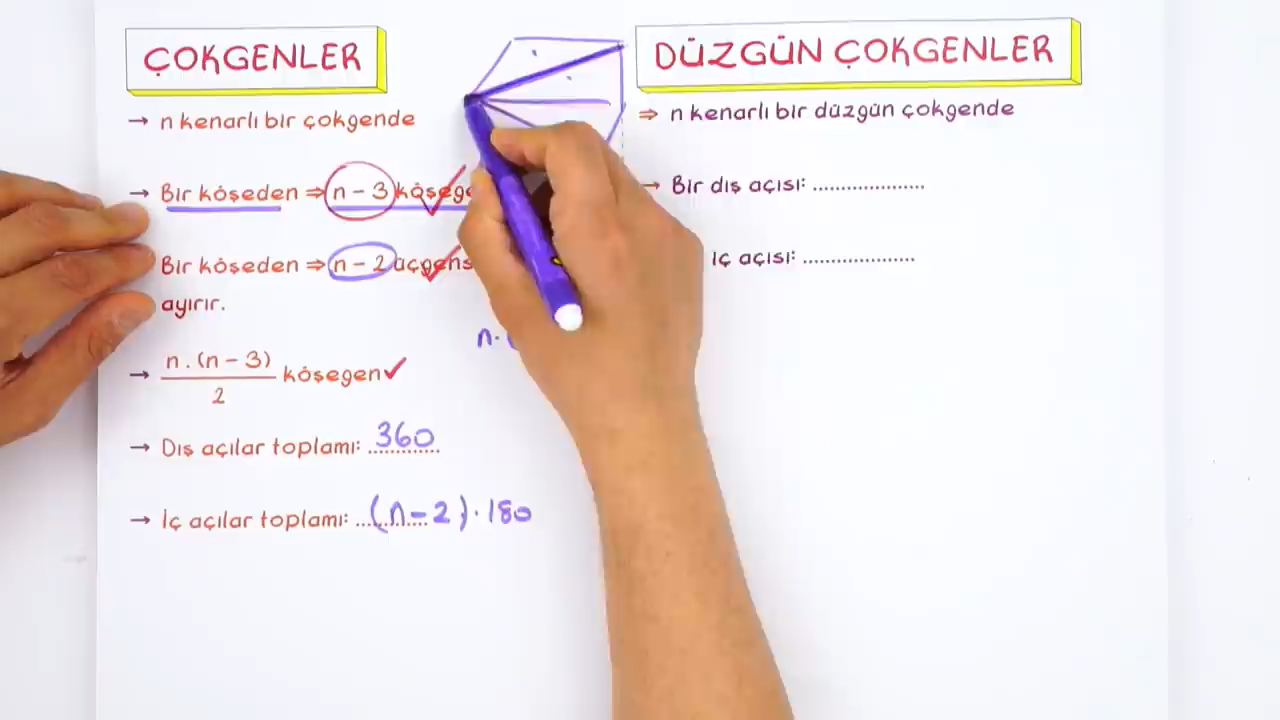 ÇOKGENLER
→ n kenarlı bir çokgende
→ Bir köşeden ⇒ n - 3
→ Bir köşeden ⇒ n - 2
ayırır.
→ n . (n - 3) / 2 köşegen ✓
→ Dış açılar toplamı: 360
→ İç açılar toplamı: (n - 2) . 180
n . (
DÜZGÜN ÇOKGENLER
⇒ n kenarlı bir düzgün çokgende
→ Bir dış açısı: ....................
iç açısı: ....................